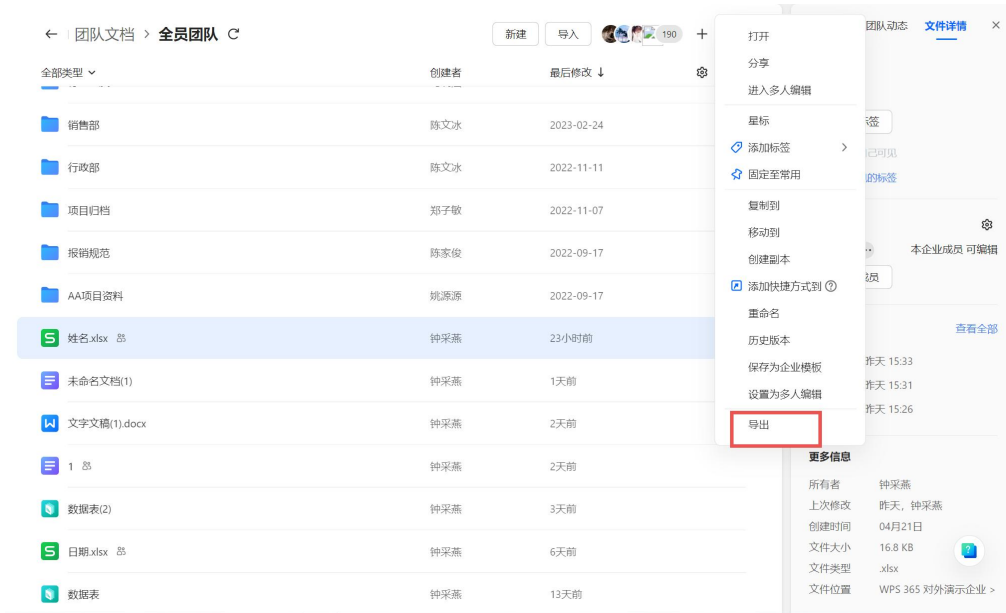 团队文档 > 全员团队
新建 导入 190
团队动态 文件详情
全部类型 创建者 最后修改
销售部 陈文冰 2023-02-24
行政部 陈文冰 2022-11-11
项目归档 郑子敏 2022-11-07
报销规范 陈家俊 2022-09-17
AA项目资料 姚源源 2022-09-17
姓名.xlsx 钟采燕 23小时前
未命名文档(1) 钟采燕 1天前
文字文稿(1).docx 钟采燕 2天前
1 钟采燕 2天前
数据表(2) 钟采燕 3天前
日期.xlsx 钟采燕 6天前
数据表 钟采燕 13天前
打开
分享
进入多人编辑
星标
添加标签
固定至常用
复制到
移动到
创建副本
添加快捷方式到
重命名
历史版本
保存为企业模板
设置为多人编辑
导出
签
己可见
的标签
本企业成员 可编辑
成员
查看全部
昨天 15:33
昨天 15:31
昨天 15:26
更多信息
所有者 钟采燕
上次修改 昨天，钟采燕
创建时间 04月21日
文件大小 16.8 KB
文件类型 .xlsx
文件位置 WPS 365 对外演示企业 >